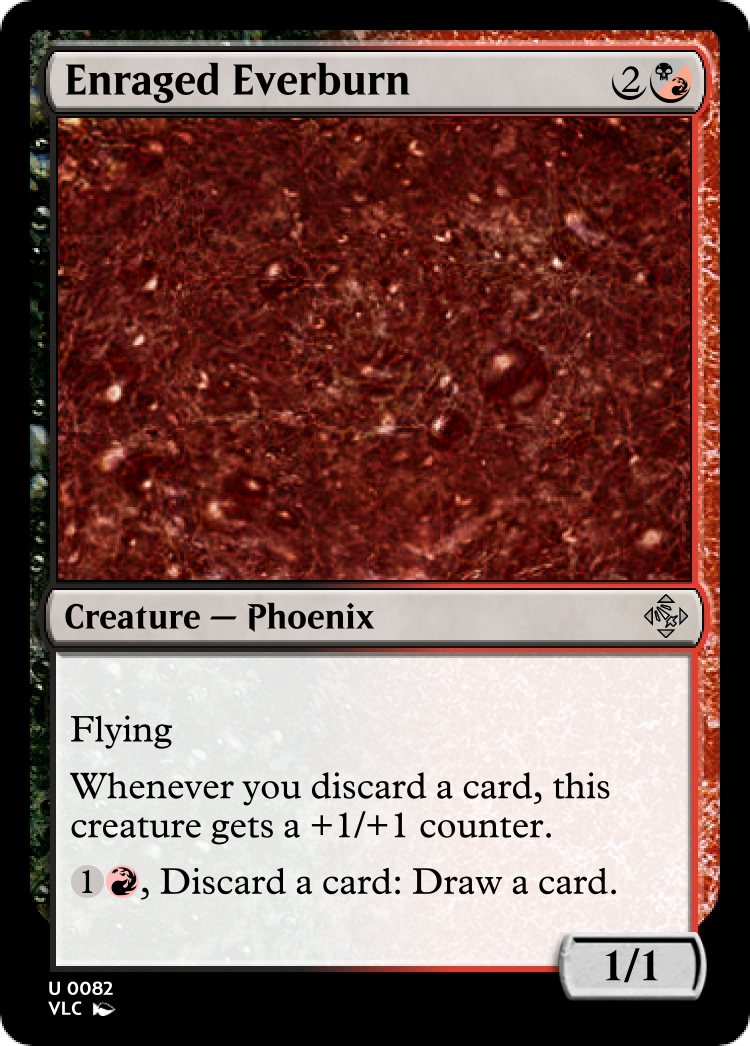 Enraged Everburn 2
Creature — Phoenix
Flying
Whenever you discard a card, this
creature gets a +1/+1 counter.
1, Discard a card: Draw a card.
1/1
U 0082
VLC